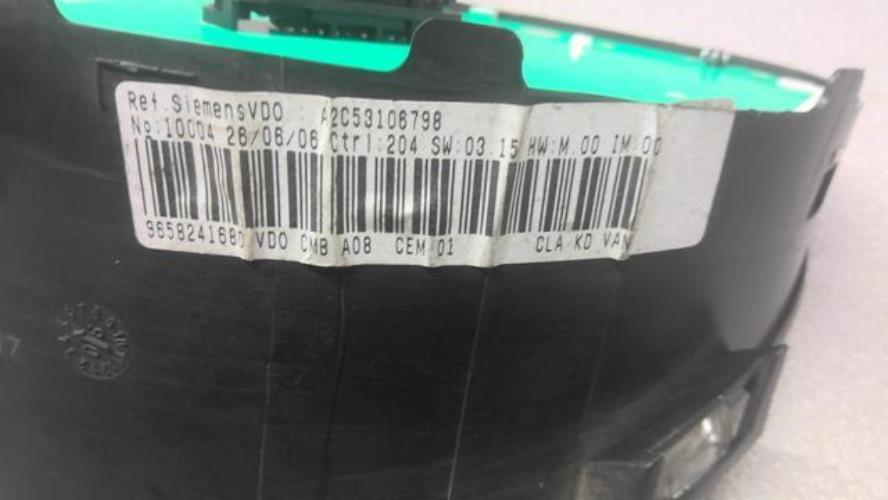 Ref.SiemensVDO A2C53106798
No:10004 26/06/06 Ctrl:204 SW:03.15 HW:M.00 IM:00
9658241680 VDO CMB A08 CEM 01 CLA KD VAN